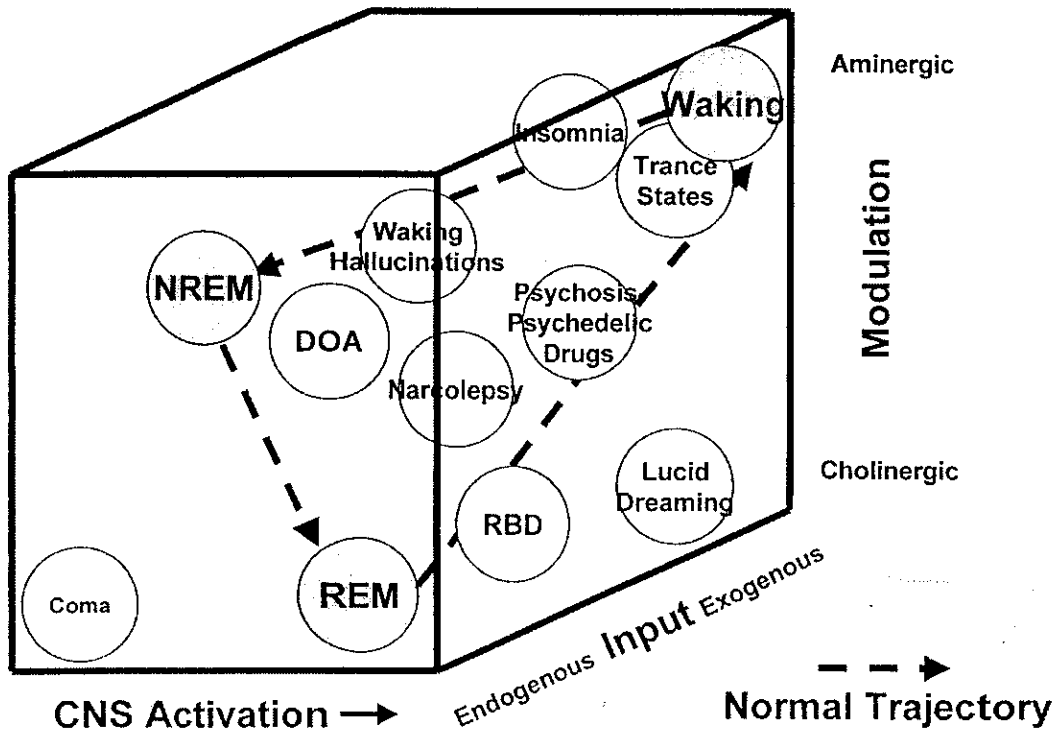 Aminergic
Waking
Insomnia
Trance
States
Modulation
Waking
Hallucinations
NREM
Psychosis
Psychedelic
Drugs
DOA
Narcolepsy
Cholinergic
Lucid
Dreaming
RBD
Coma
REM
Endogenous Input Exogenous
CNS Activation
Normal Trajectory